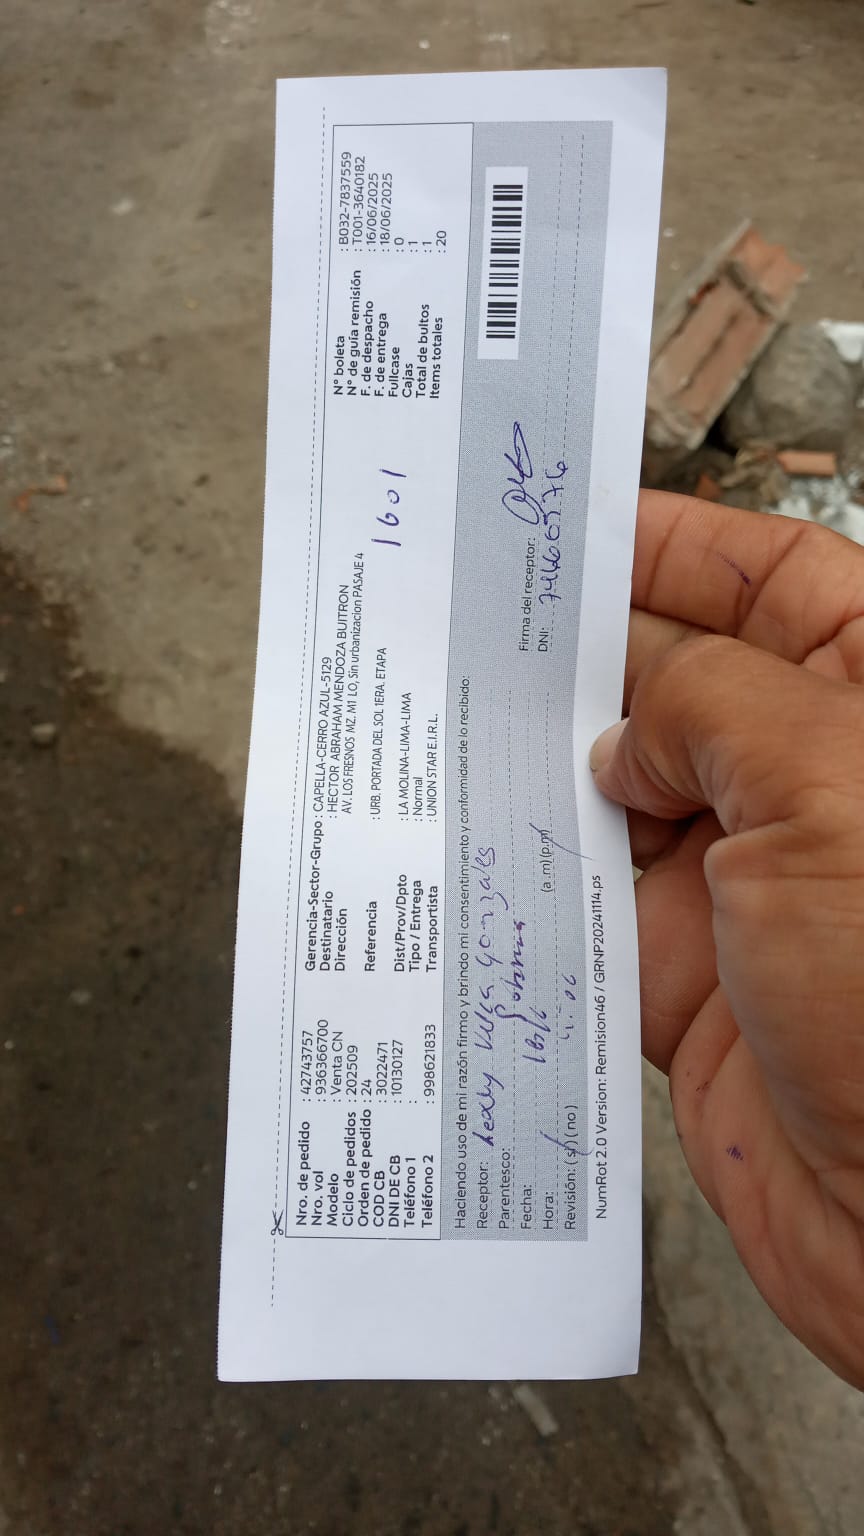 Nro. de pedido : 42743757
Nro. vol : 936366700
Modelo : Venta CN
Ciclo de pedidos : 202509
Orden de pedido : 24
COD CB : 3022471
DNI DE CB : 10130127
Teléfono 1 :
Teléfono 2 : 998621833
Gerencia-Sector-Grupo : CAPELLA-CERRO AZUL-5129
Destinatario : HECTOR ABRAHAM MENDOZA BUITRON
Dirección AV. LOS FRESNOS MZ. M1 LO, Sin urbanizacion PASAJE 4
Referencia : URB. PORTADA DEL SOL 1ERA. ETAPA
Dist/Prov/Dpto : LA MOLINA-LIMA-LIMA
Tipo / Entrega : Normal
Transportista : UNION STAR E.I.R.L.
1601
N° boleta : B032-7837559
N° de guía remisión : T001-3640182
F. de despacho : 16/06/2025
F. de entrega : 18/06/2025
Fullcase : 0
Cajas : 1
Total de bultos : 1
Items totales : 20
Haciendo uso de mi razón firmo y brindo mi consentimiento y conformidad de lo recibido:
Receptor:
Parentesco:
Fecha:
Hora: (a.m) (p.m)
Revisión: (si) (no)
Firma del receptor:
DNI:
NumRot 2.0 Version: Remision46 / GRNP20241114.ps